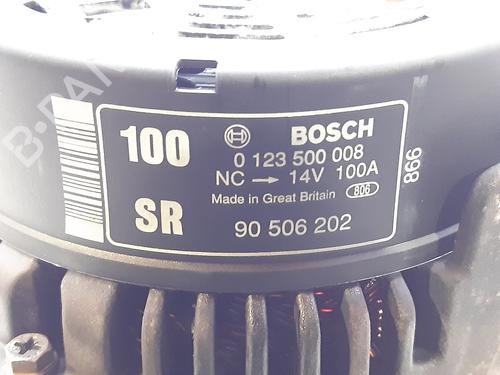 100
SR
BOSCH
0 123 500 008
NC → 14V 100A
Made in Great Britain 806
90 506 202
866
B-PARTS